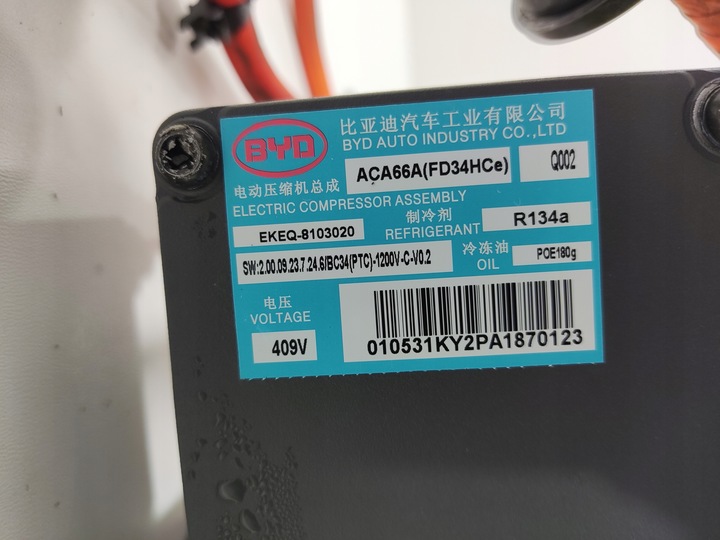 BYD
比亚迪汽车工业有限公司
BYD AUTO INDUSTRY CO.,LTD
电动压缩机总成
ELECTRIC COMPRESSOR ASSEMBLY
ACA66A(FD34HCe)
Q002
EKEQ-8103020
制冷剂
REFRIGERANT
R134a
SW:2.00.09.23.7.24.6/BC34(PTC)-1200V-C-V0.2
冷冻油
OIL
POE180g
电压
VOLTAGE
409V
010531KY2PA1870123